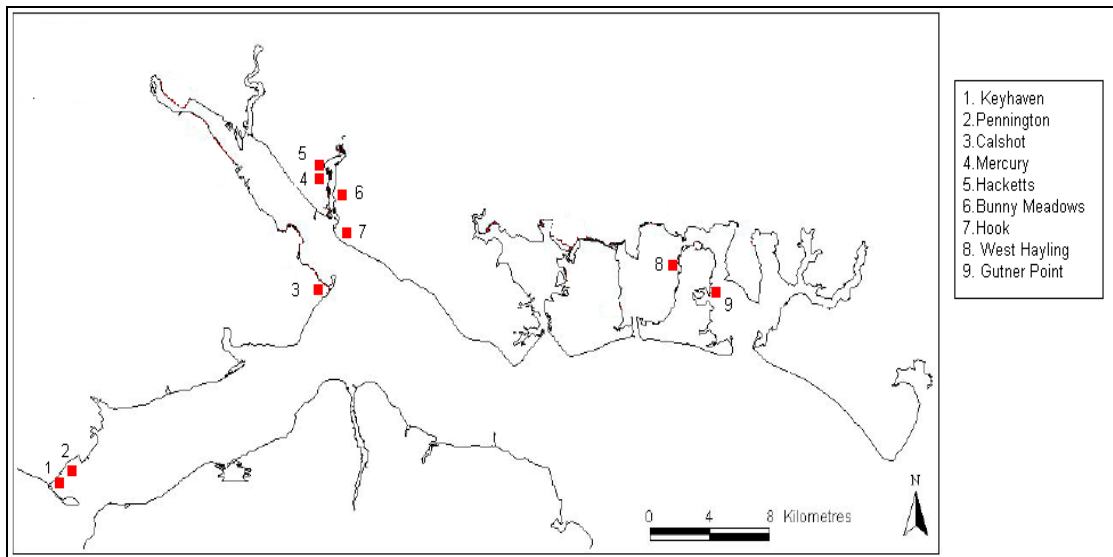 1. Keyhaven
2.Pennington
3.Calshot
4.Mercury
5.Hacketts
6.Bunny Meadows
7.Hook
8. West Hayling
9. Gutner Point
5
4
6
7
3
8
9
2
1
N
0 4 8 Kilometres